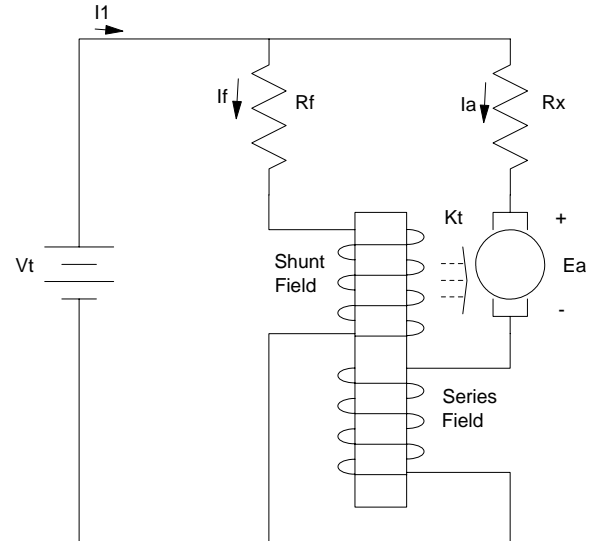 I1
If
Rf
Ia
Rx
Kt
+
Vt
Shunt
Field
Ea
-
Series
Field